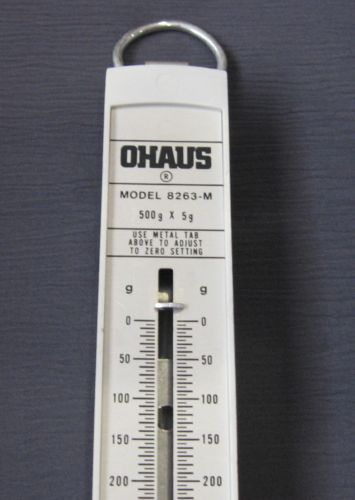 OHAUS
®
MODEL 8263-M
500g X 5g
USE METAL TAB
ABOVE TO ADJUST
TO ZERO SETTING
g g
0 0
50 50
100 100
150 150
200 200